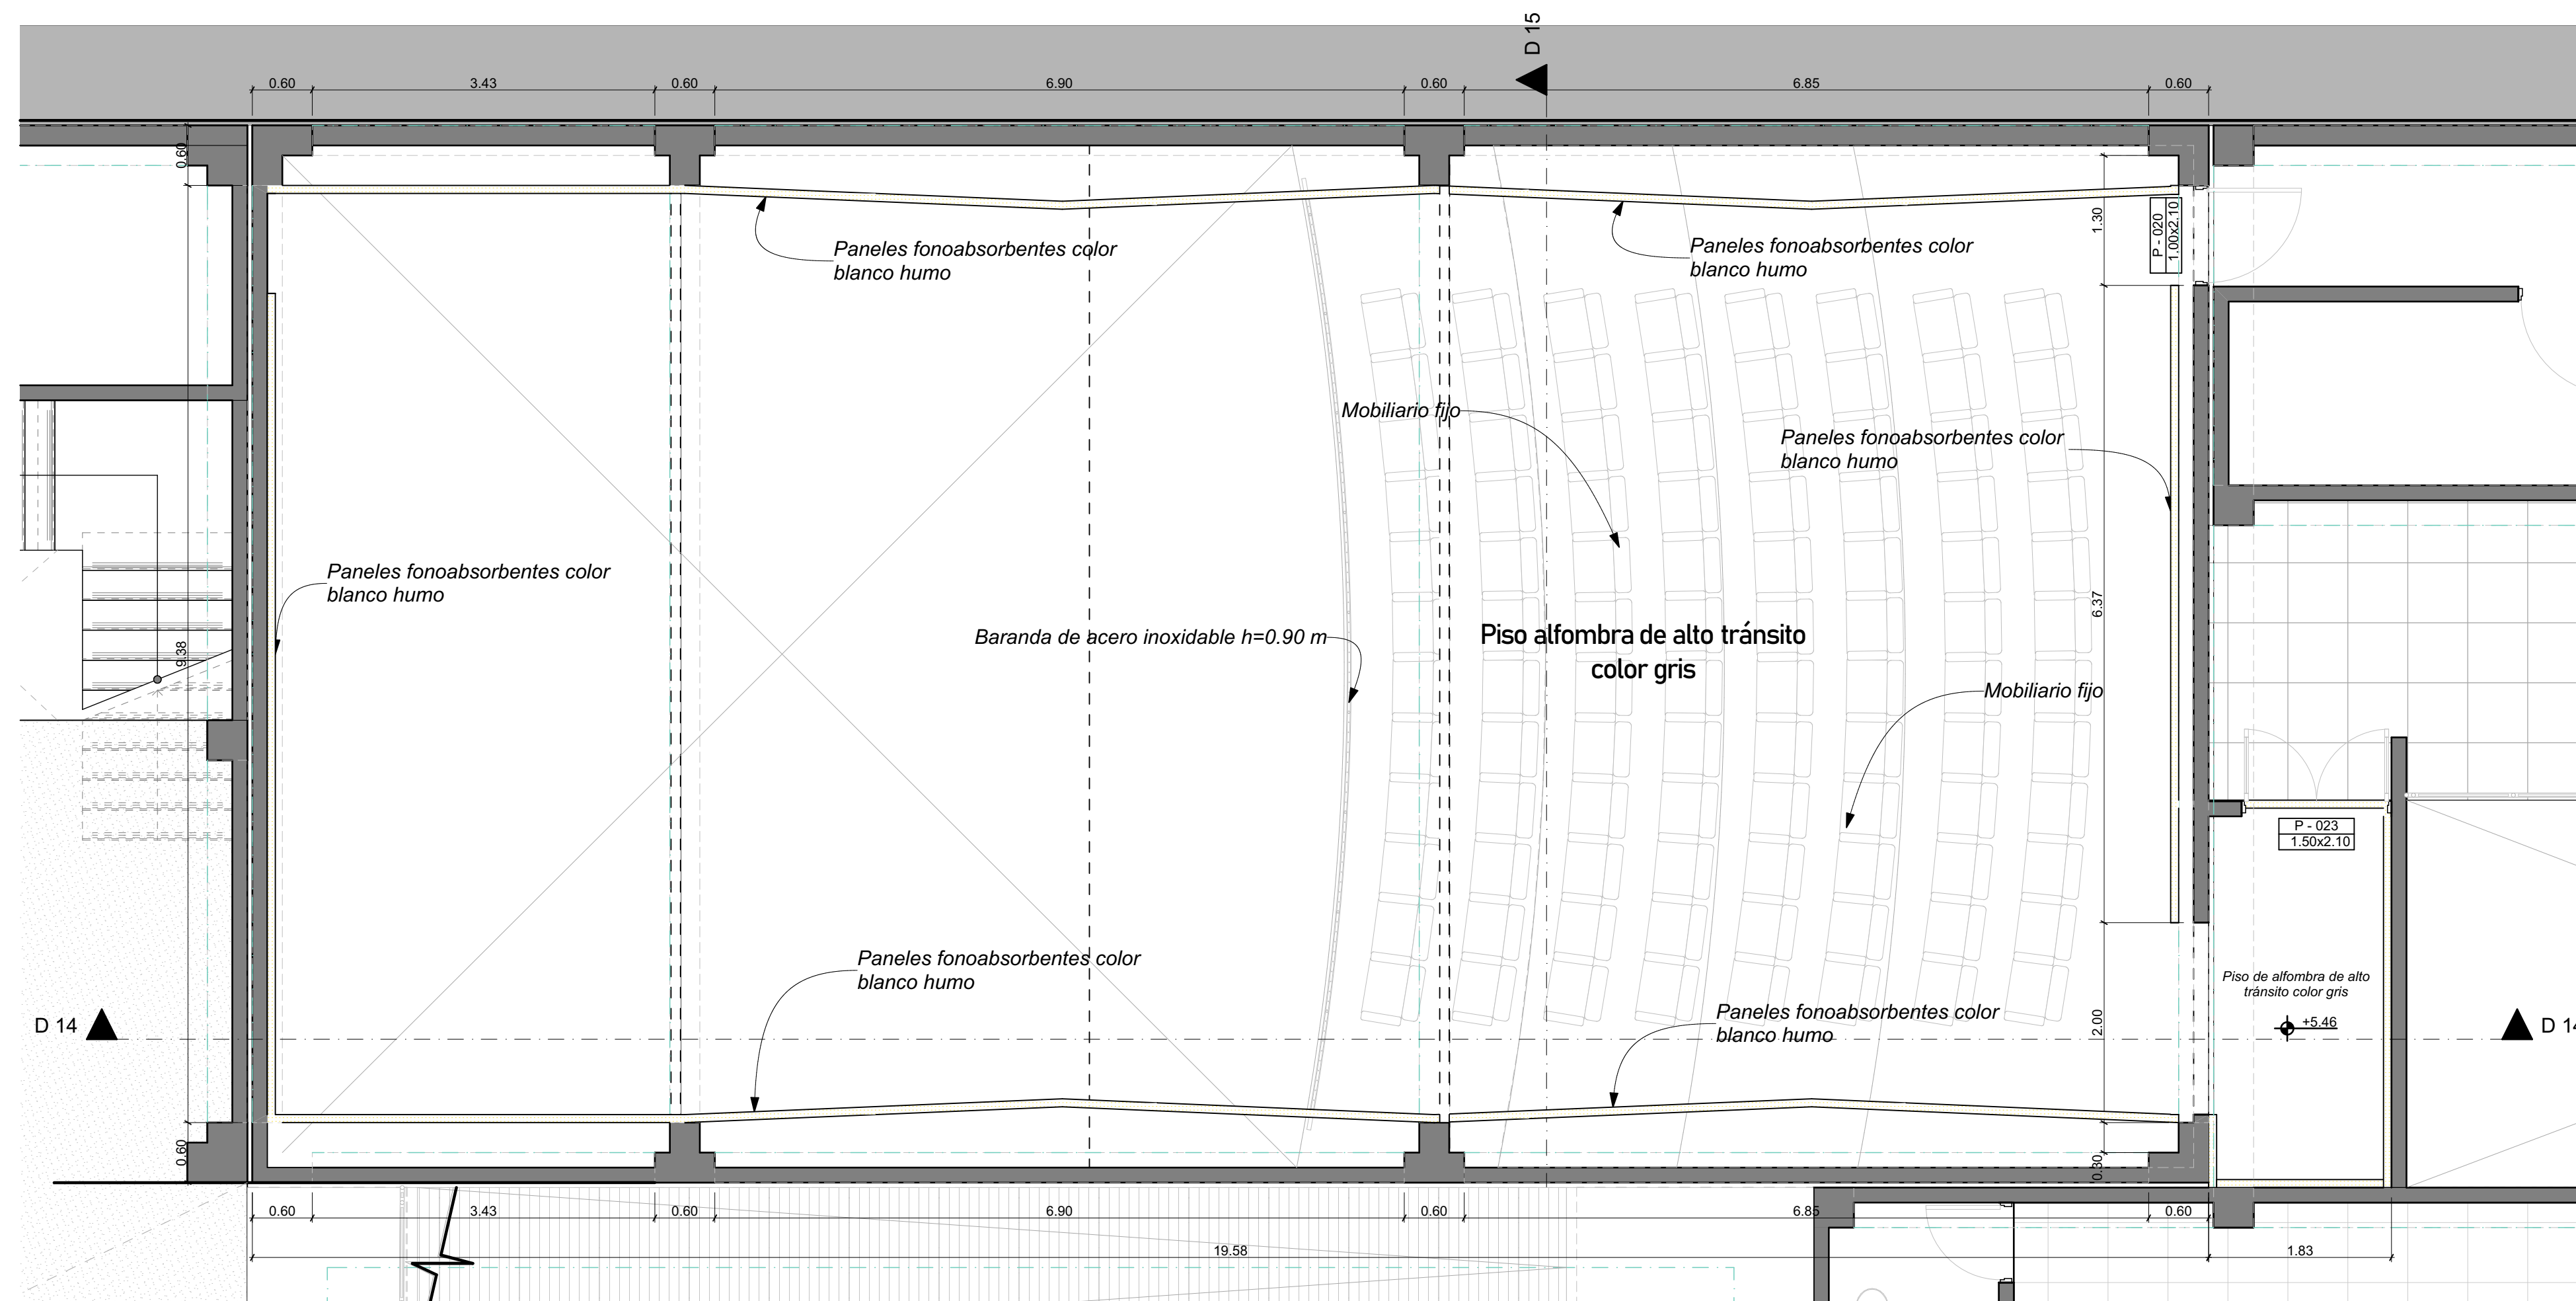 D 15
0.60
3.43
0.60
6.90
0.60
6.85
0.60
0.60
1.30
P - 020
1.00x2.10
Paneles fonoabsorbentes color
blanco humo
Paneles fonoabsorbentes color
blanco humo
Mobiliario fijo
Paneles fonoabsorbentes color
blanco humo
Paneles fonoabsorbentes color
blanco humo
6.37
9.38
Baranda de acero inoxidable h=0.90 m
Piso alfombra de alto tránsito
color gris
Mobiliario fijo
P - 023
1.50x2.10
Paneles fonoabsorbentes color
blanco humo
Piso de alfombra de alto
tránsito color gris
Paneles fonoabsorbentes color
blanco humo
2.00
+5.46
D 14
D 14
0.60
0.30
0.60
3.43
0.60
6.90
0.60
6.85
0.60
19.58
1.83